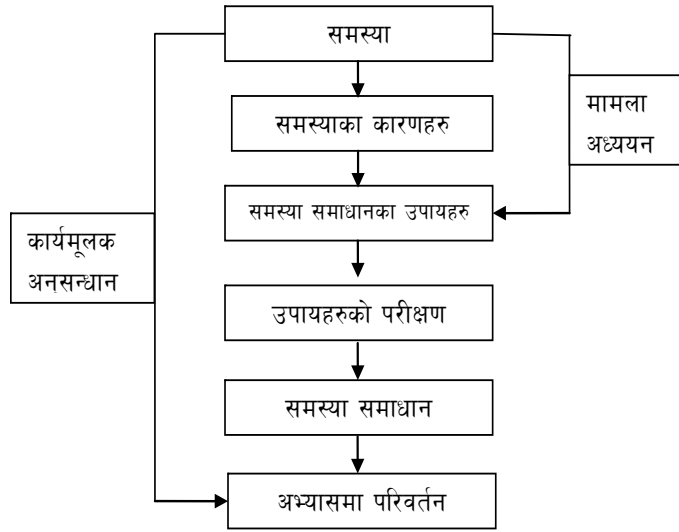 समस्या
समस्याका कारणहरु
मामला
अध्ययन
समस्या समाधानका उपायहरु
कार्यमूलक
अनसन्धान
उपायहरुको परीक्षण
समस्या समाधान
अभ्यासमा परिवर्तन